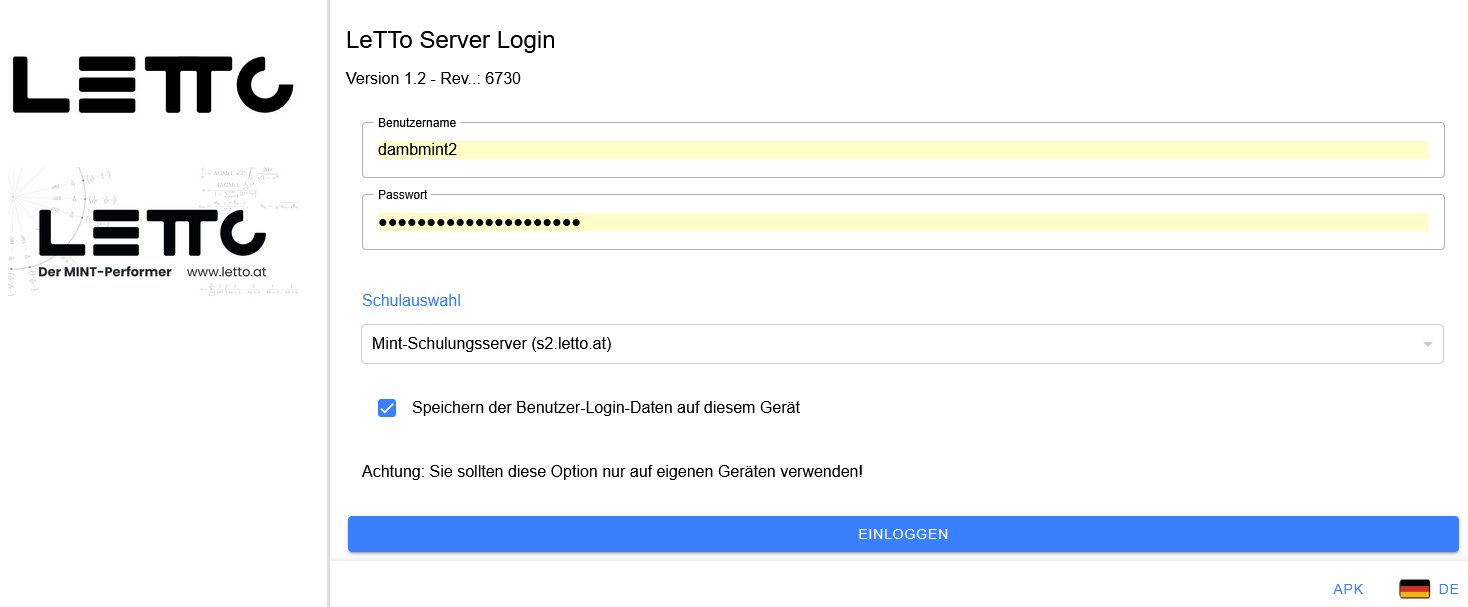 LETTO
LETTO
Der MINT-Performer www.letto.at
LeTTo Server Login
Version 1.2 - Rev..: 6730
Benutzername
dambmint2
Passwort
●●●●●●●●●●●●●●●●●●●●●
Schulauswahl
Mint-Schulungsserver (s2.letto.at)
Speichern der Benutzer-Login-Daten auf diesem Gerät
Achtung: Sie sollten diese Option nur auf eigenen Geräten verwenden!
EINLOGGEN
APK DE